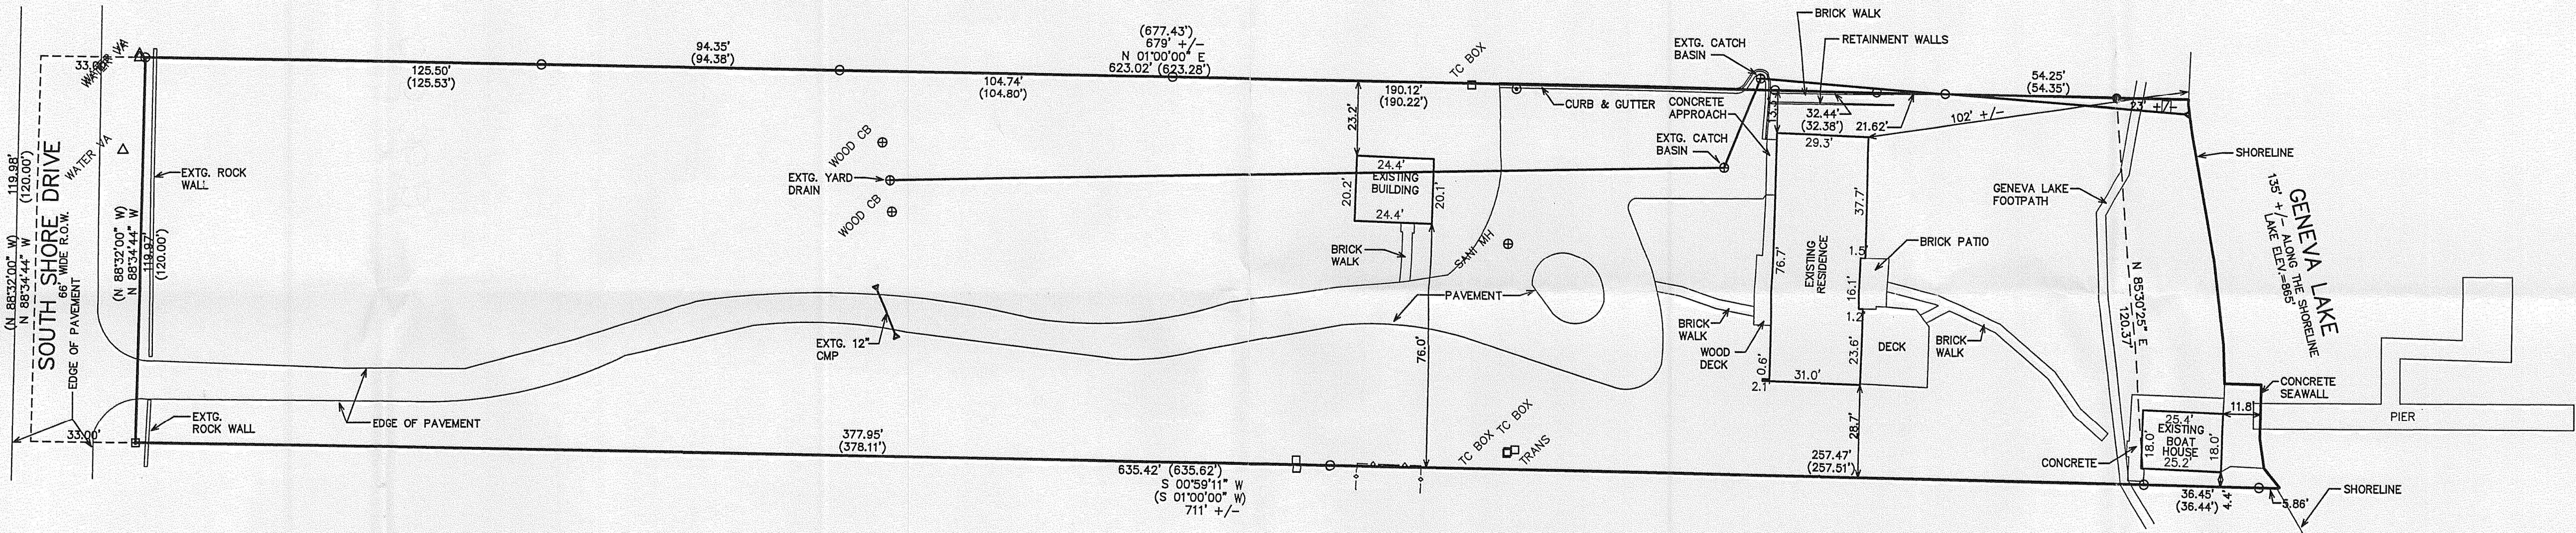 119.98'
(120.00')
(N 88°32'00" W)
N 88°34'44" W
SOUTH SHORE DRIVE
66' WIDE R.O.W.
EDGE OF PAVEMENT
33.00'
WATER VA
WATER VA
(N 88°32'00" W)
N 88°34'44" W
119.97'
(120.00')
EXTG. ROCK
WALL
33.00'
EXTG.
ROCK WALL
EDGE OF PAVEMENT
125.50'
(125.53')
94.35'
(94.38')
104.74'
(104.80')
(677.43')
679' +/-
N 01°00'00" E
623.02' (623.28')
WOOD CB
EXTG. YARD
DRAIN
WOOD CB
EXTG. 12"
CMP
377.95'
(378.11')
635.42' (635.62')
S 00°59'11" W
(S 01°00'00" W)
711' +/-
TC BOX
190.12'
(190.22')
23.2'
24.4'
EXISTING
BUILDING
20.2'
20.1'
24.4'
BRICK
WALK
SANI MH
PAVEMENT
76.0'
TC BOX
TC BOX
TRANS
CURB & GUTTER
EXTG. CATCH
BASIN
BRICK WALK
RETAINMENT WALLS
CONCRETE
APPROACH
EXTG. CATCH
BASIN
32.44'
(32.38')
21.62'
29.3'
102' +/-
54.25'
(54.35')
23' +/-
76.7'
EXISTING
RESIDENCE
37.7'
1.5'
16.1'
1.2'
23.6'
BRICK PATIO
BRICK
WALK
WOOD
DECK
0.6'
2.1'
31.0'
DECK
BRICK
WALK
28.7'
257.47'
(257.51')
GENEVA LAKE
FOOTPATH
N 85°30'25" E
120.37'
SHORELINE
GENEVA LAKE
135' +/- ALONG THE SHORELINE
LAKE ELEV.=865'
CONCRETE
SEAWALL
11.8'
PIER
25.4'
EXISTING
BOAT
HOUSE
25.2'
18.0'
18.0'
CONCRETE
36.45'
(36.44')
4.4'
5.86'
SHORELINE